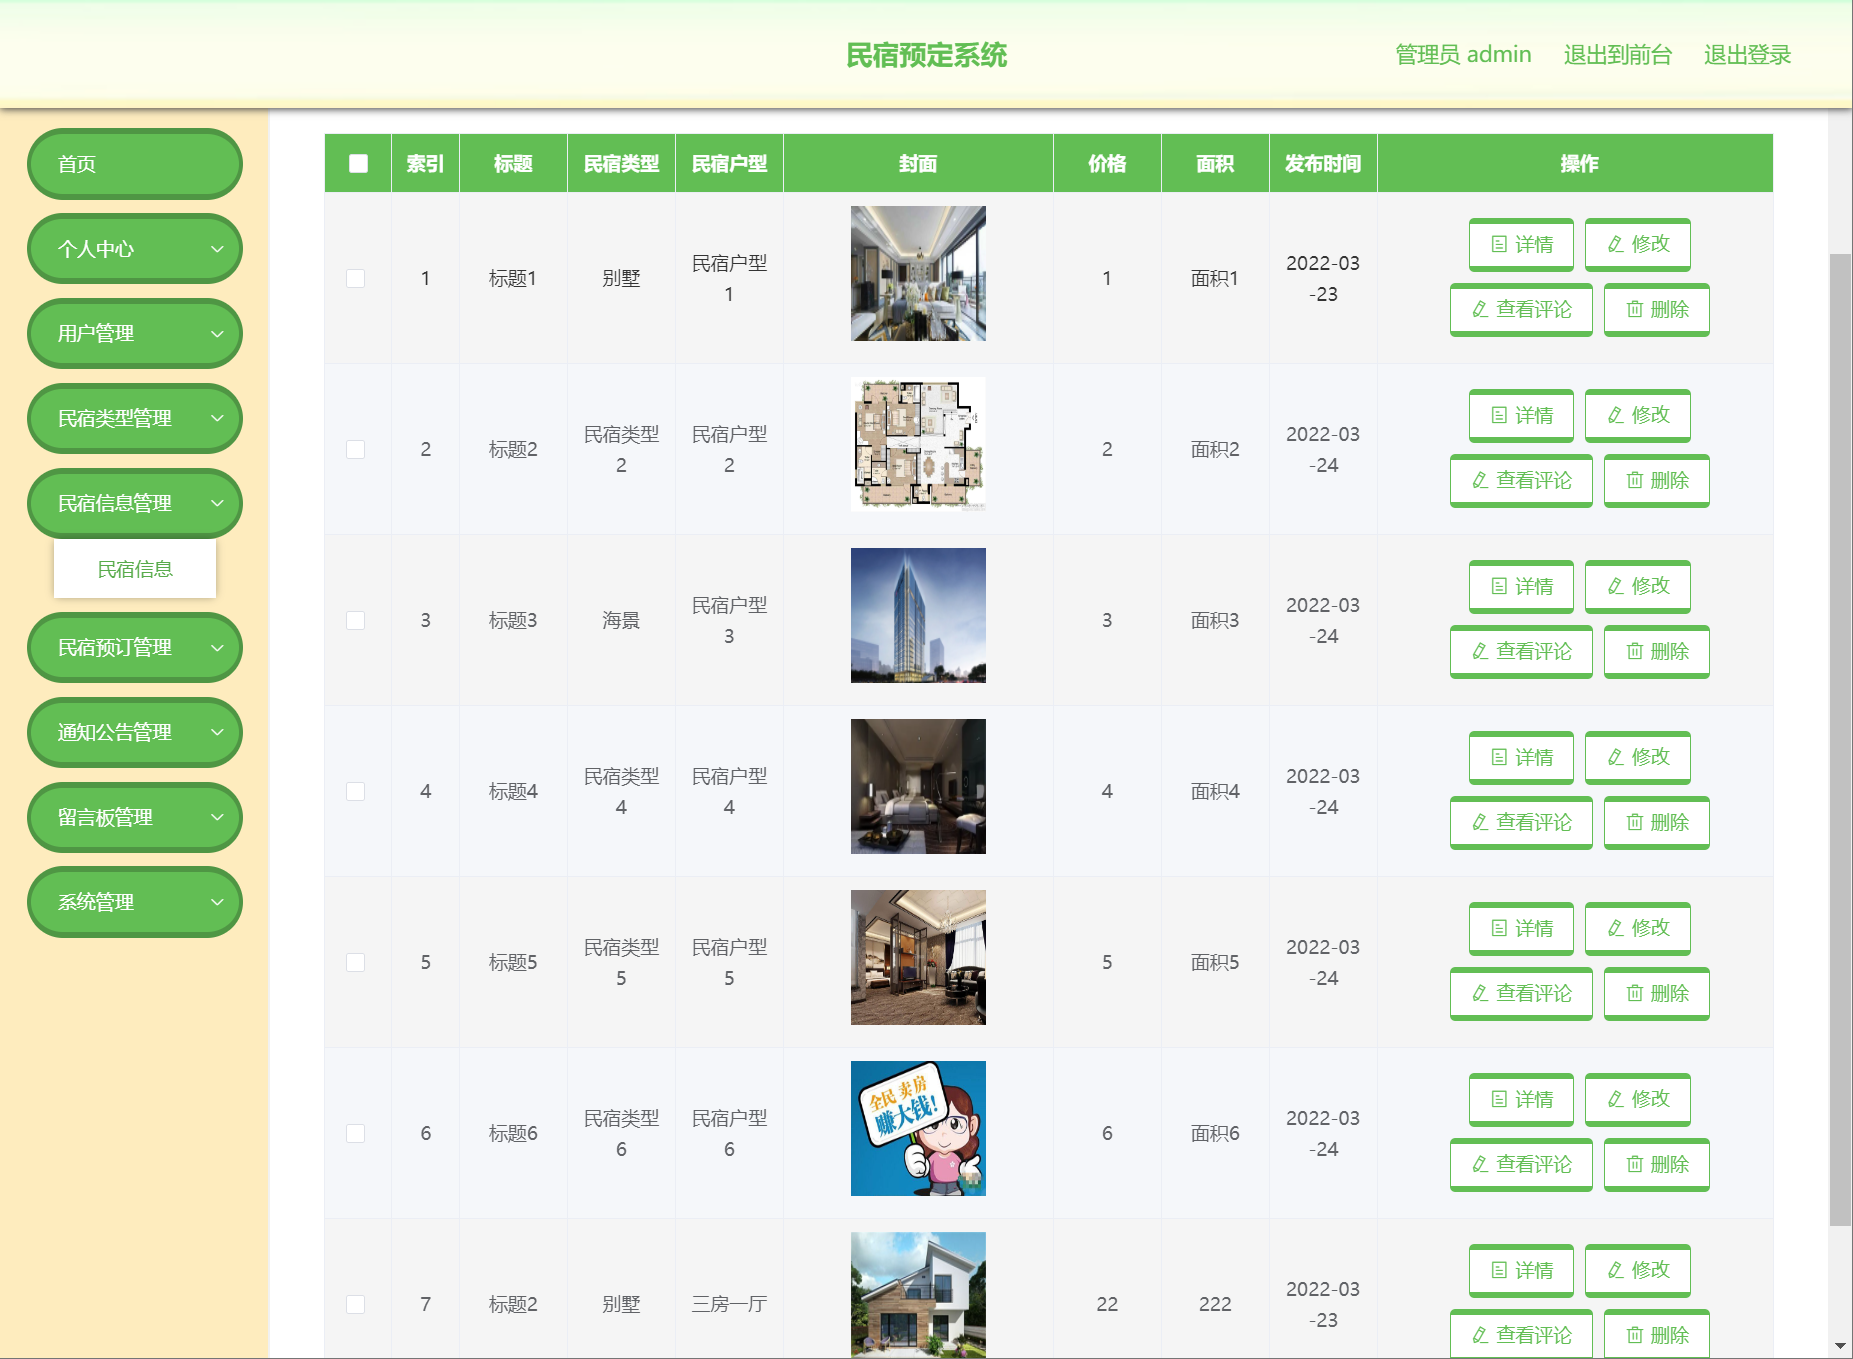 民宿预定系统
管理员 admin 退出到前台 退出登录
首页
个人中心
用户管理
民宿类型管理
民宿信息管理
民宿信息
民宿预订管理
通知公告管理
留言板管理
系统管理
索引 标题 民宿类型 民宿户型 封面 价格 面积 发布时间 操作
1 标题1 别墅 民宿户型
1
1 面积1 2022-03
-23
详情 修改
查看评论 删除
2 标题2 民宿类型
2
民宿户型
2
2 面积2 2022-03
-24
详情 修改
查看评论 删除
3 标题3 海景 民宿户型
3
3 面积3 2022-03
-24
详情 修改
查看评论 删除
4 标题4 民宿类型
4
民宿户型
4
4 面积4 2022-03
-24
详情 修改
查看评论 删除
5 标题5 民宿类型
5
民宿户型
5
5 面积5 2022-03
-24
详情 修改
查看评论 删除
6 标题6 民宿类型
6
民宿户型
6
全民卖房
赚大钱!
6 面积6 2022-03
-24
详情 修改
查看评论 删除
7 标题2 别墅 三房一厅 22 222 2022-03
-23
详情 修改
查看评论 删除